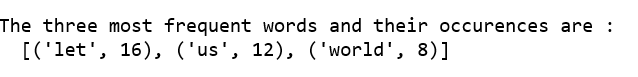 The three most frequent words and their occurences are :
[('let', 16), ('us', 12), ('world', 8)]